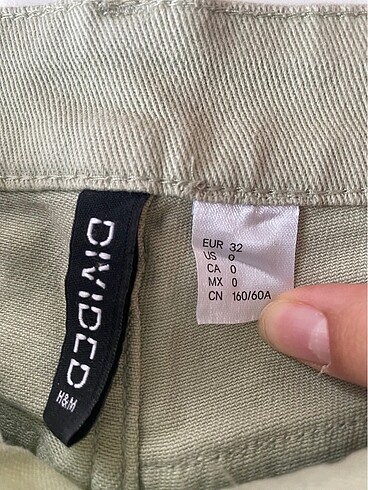 DIVIDED
H&M
EUR 32
US 0
CA 0
MX 0
CN 160/60A